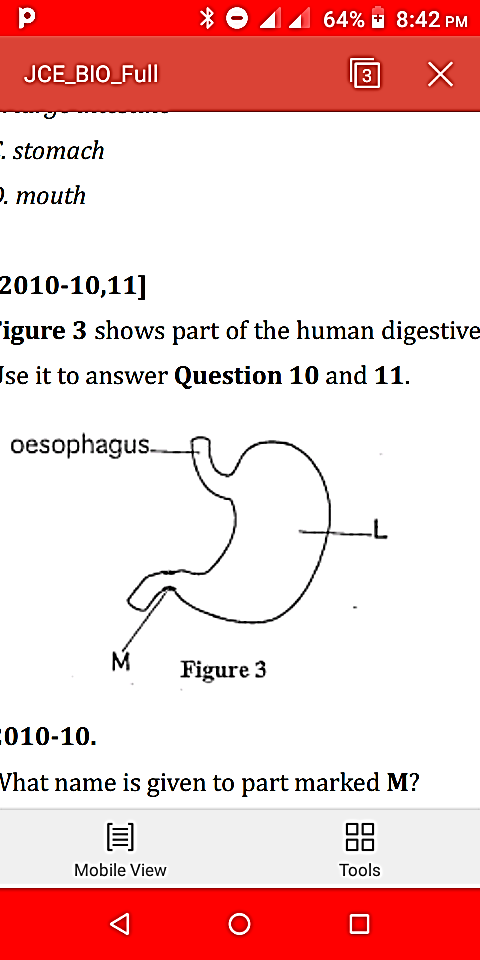 64% 8:42 PM
JCE_BIO_Full 3
. stomach
. mouth
2010-10,11]
igure 3 shows part of the human digestive
se it to answer Question 10 and 11.
oesophagus
L
M
Figure 3
010-10.
What name is given to part marked M?
Mobile View Tools